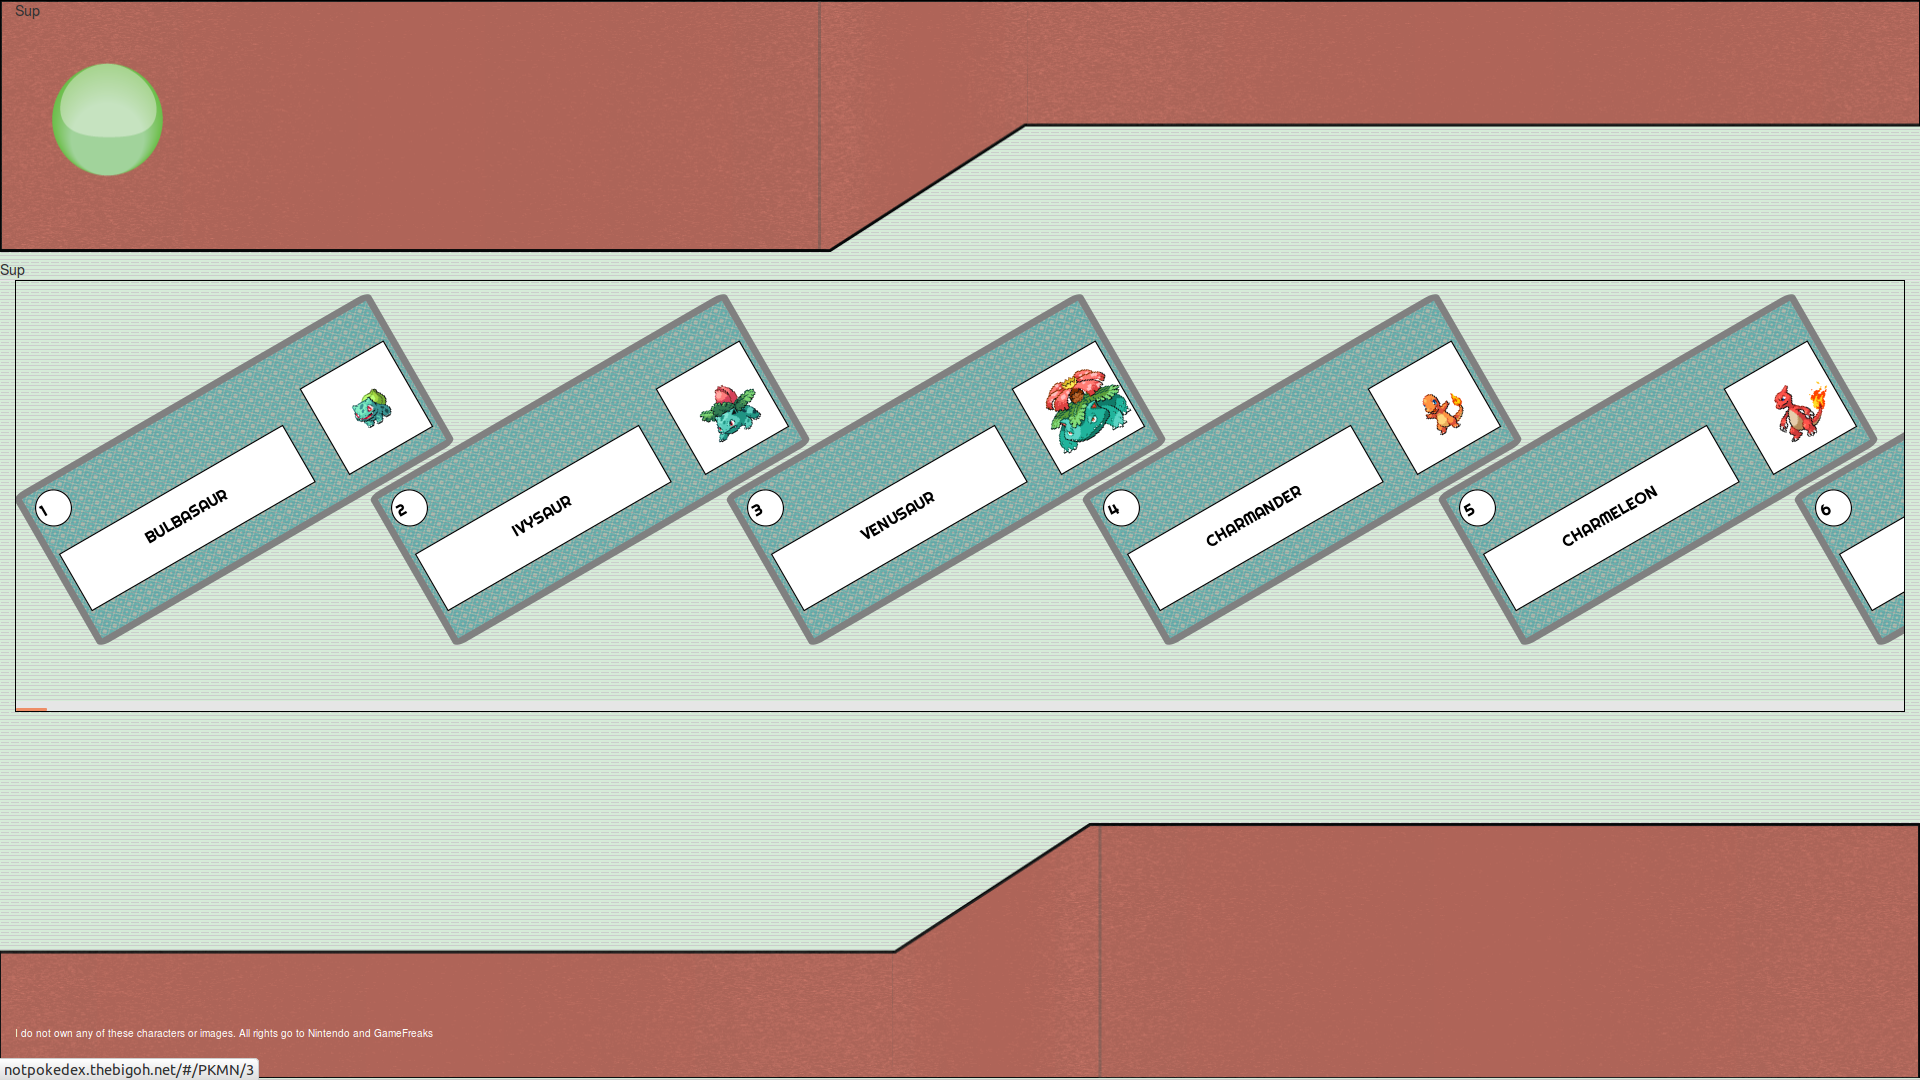 Sup
Sup
1
BULBASAUR
2
IVYSAUR
3
VENUSAUR
4
CHARMANDER
5
CHARMELEON
6
I do not own any of these characters or images. All rights go to Nintendo and GameFreaks
notpokedex.thebigoh.net/#/PKMN/3